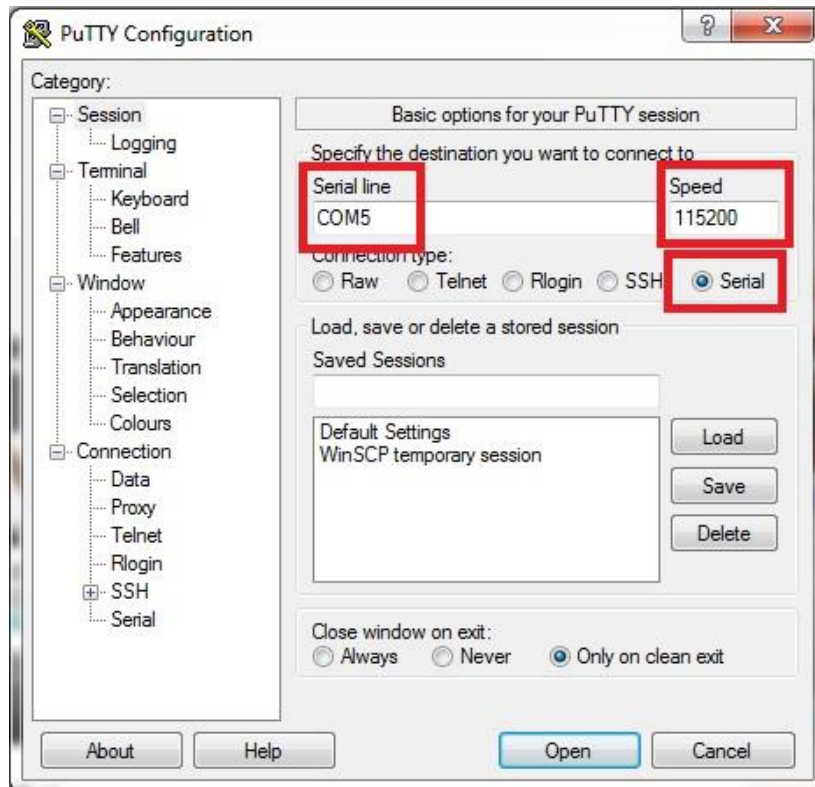 PuTTY Configuration
Category:
Session
Logging
Terminal
Keyboard
Bell
Features
Window
Appearance
Behaviour
Translation
Selection
Colours
Connection
Data
Proxy
Telnet
Rlogin
SSH
Serial
Basic options for your PuTTY session
Specify the destination you want to connect to
Serial line Speed
COM5 115200
Connection type:
Raw Telnet Rlogin SSH Serial
Load, save or delete a stored session
Saved Sessions
Default Settings
WinSCP temporary session
Load
Save
Delete
Close window on exit:
Always Never Only on clean exit
About Help Open Cancel